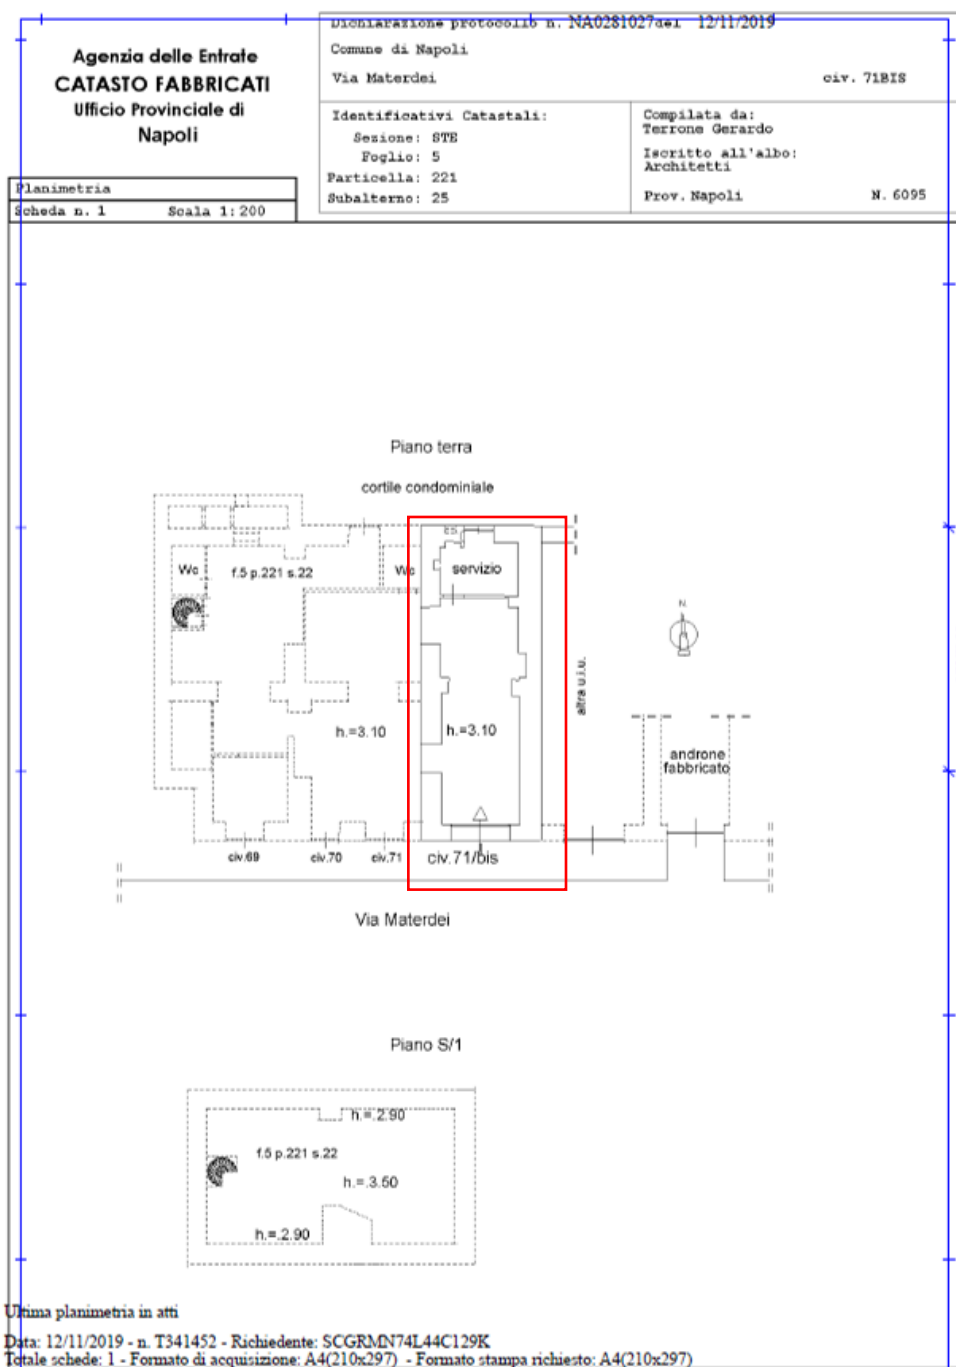 Agenzia delle Entrate
CATASTO FABBRICATI
Ufficio Provinciale di
Napoli
Planimetria
Scheda n. 1 Scala 1:200
Dichiarazione protocollo n. NA0281027 del 12/11/2019
Comune di Napoli
Via Materdei civ. 71BIS
Identificativi Catastali:
Sezione: STE
Foglio: 5
Particella: 221
Subalterno: 25
Compilata da:
Terrone Gerardo
Iscritto all'albo:
Architetti
Prov. Napoli N. 6095
Piano terra
cortile condominiale
Wc
f.5 p.221 s.22
Wc
servizio
N.
altra u.i.u.
h.=3.10
h.=3.10
androne
fabbricato
civ.69
civ.70
civ.71
civ.71/bis
Via Materdei
Piano S/1
h.=.2.90
f.5 p.221 s.22
h.=.3.50
h.=.2.90
Ultima planimetria in atti
Data: 12/11/2019 - n. T341452 - Richiedente: SCGRMN74L44C129K
Totale schede: 1 - Formato di acquisizione: A4(210x297) - Formato stampa richiesto: A4(210x297)